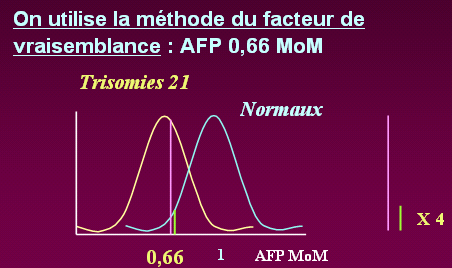 On utilise la méthode du facteur de
vraisemblance : AFP 0,66 MoM
Trisomies 21
Normaux
X 4
0,66 1 AFP MoM